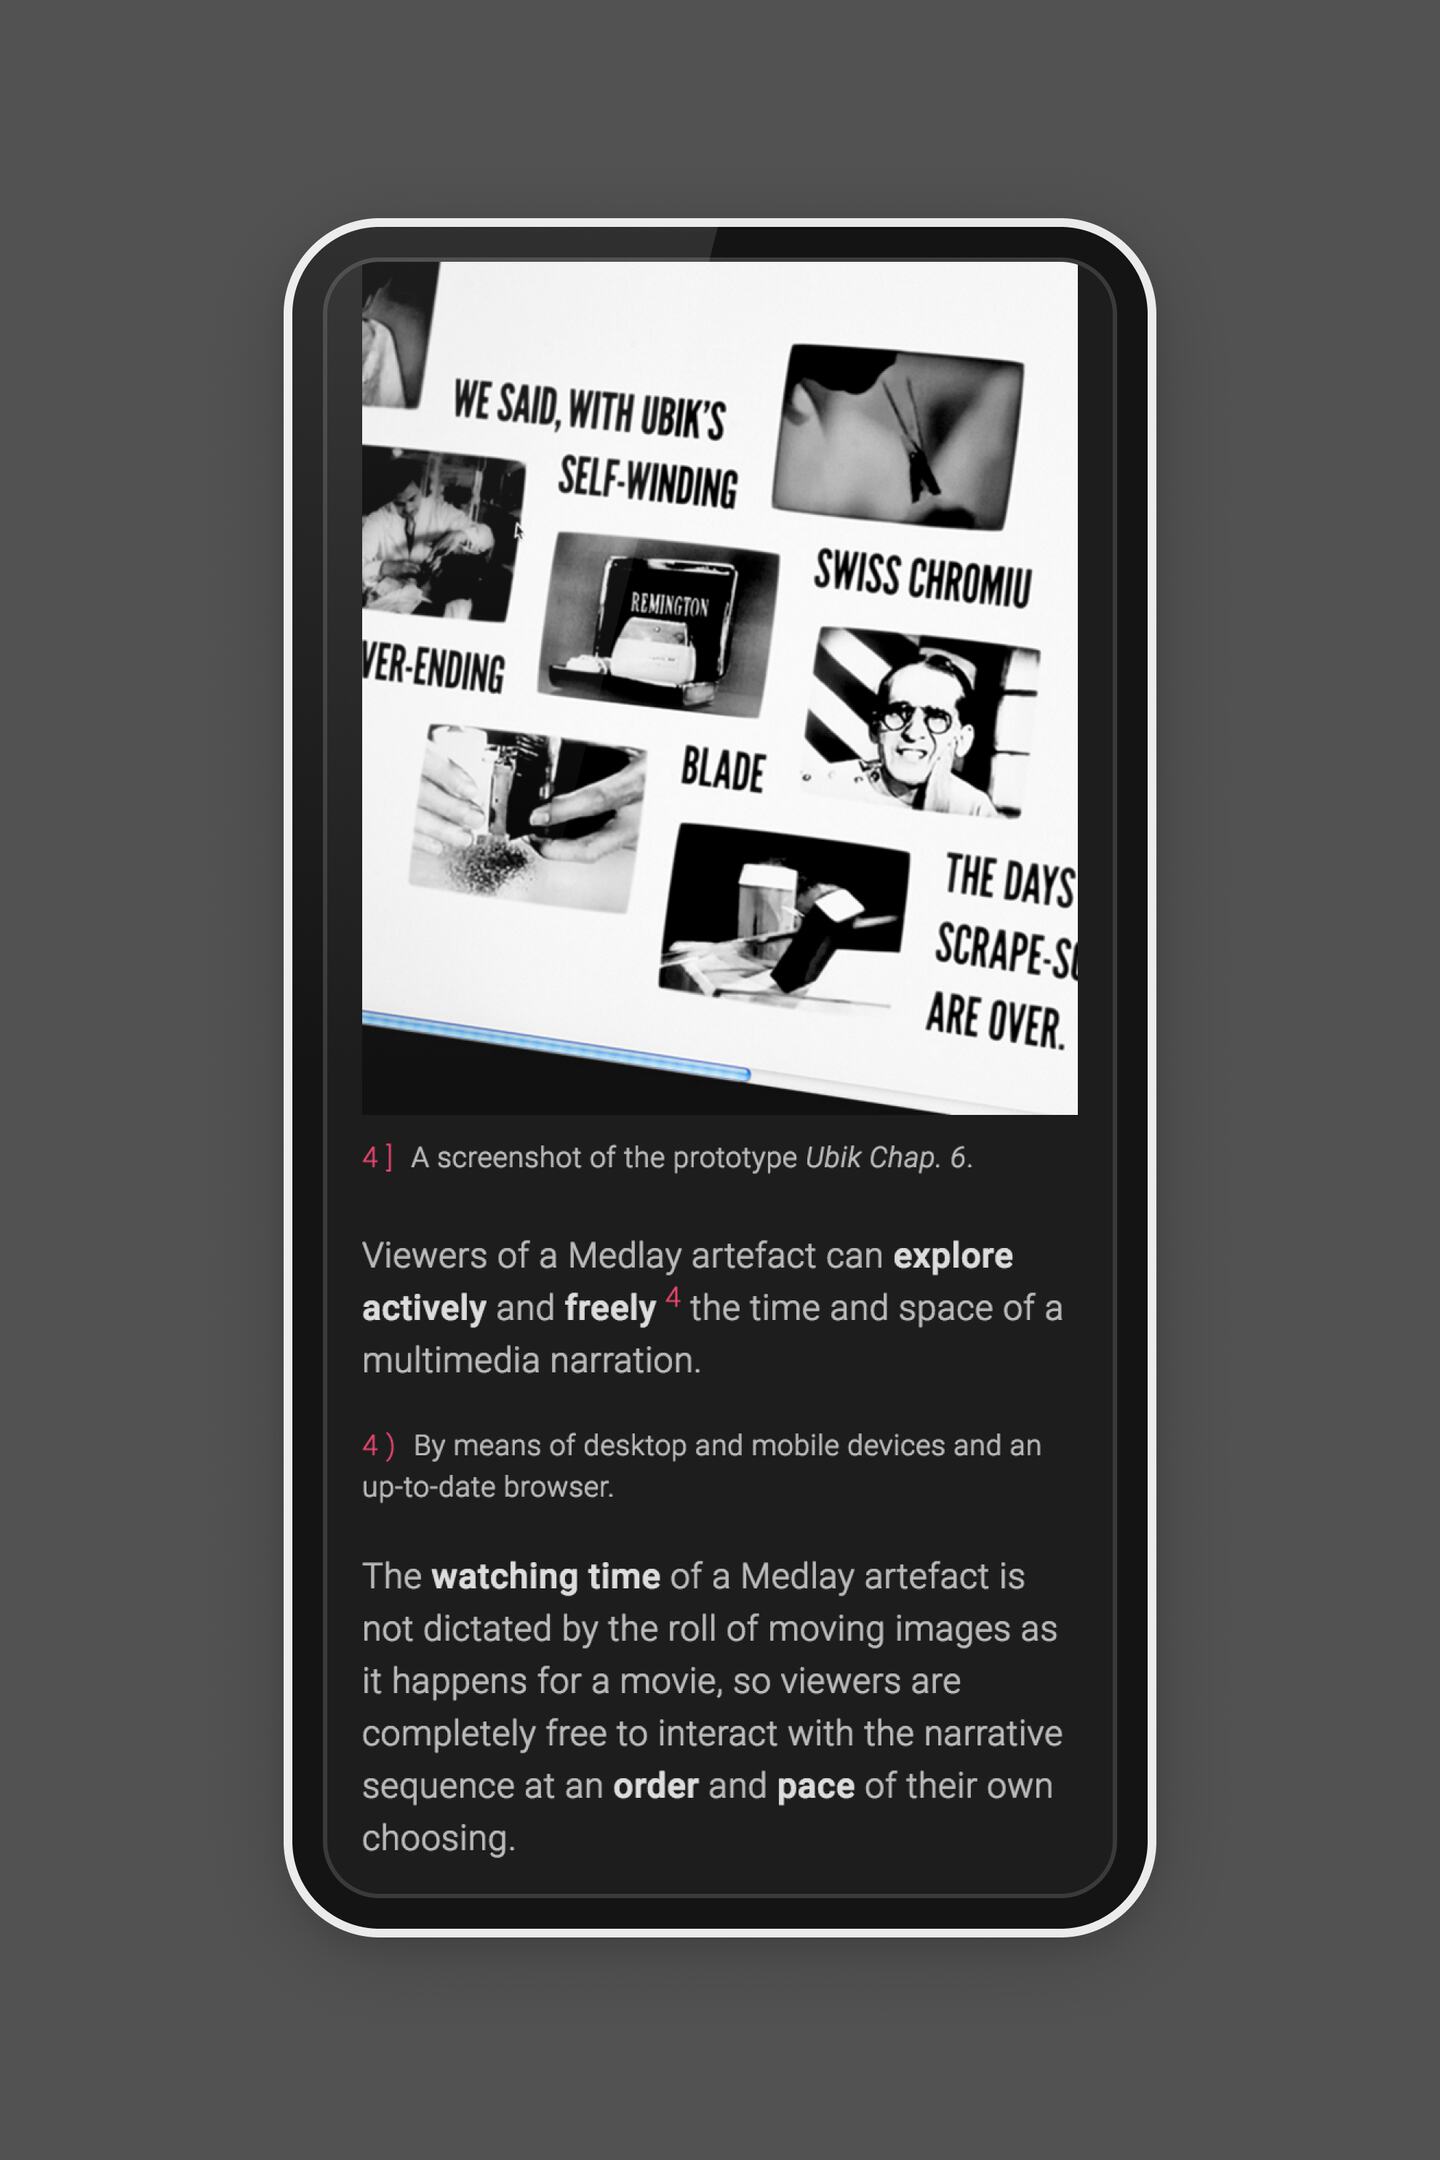 WE SAID, WITH UBIK'S
SELF-WINDING
REMINGTON
SWISS CHROMIU
VER-ENDING
BLADE
THE DAYS
SCRAPE-SC
ARE OVER.
4 ] A screenshot of the prototype Ubik Chap. 6.
Viewers of a Medlay artefact can explore
actively and freely 4 the time and space of a
multimedia narration.
4 ) By means of desktop and mobile devices and an
up-to-date browser.
The watching time of a Medlay artefact is
not dictated by the roll of moving images as
it happens for a movie, so viewers are
completely free to interact with the narrative
sequence at an order and pace of their own
choosing.